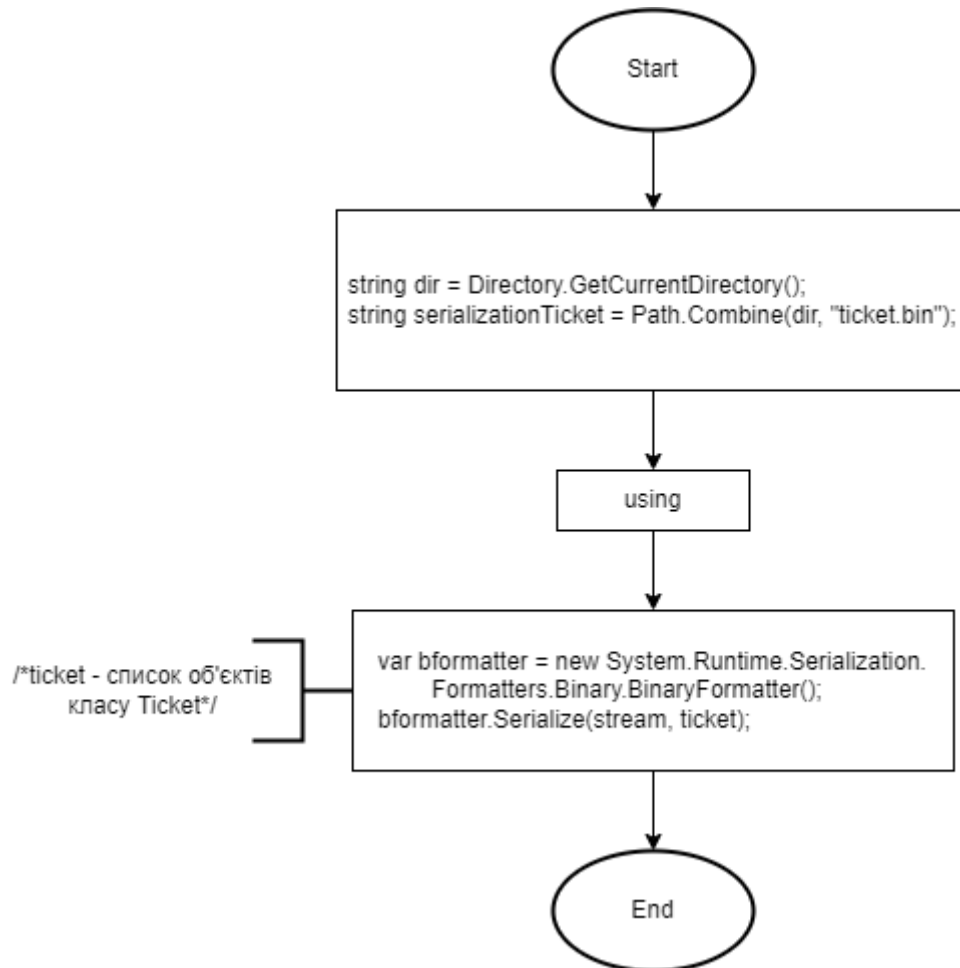 Start
string dir = Directory.GetCurrentDirectory();
string serializationTicket = Path.Combine(dir, "ticket.bin");
using
/*ticket - список об'єктів
класу Ticket*/
var bformatter = new System.Runtime.Serialization.
Formatters.Binary.BinaryFormatter();
bformatter.Serialize(stream, ticket);
End